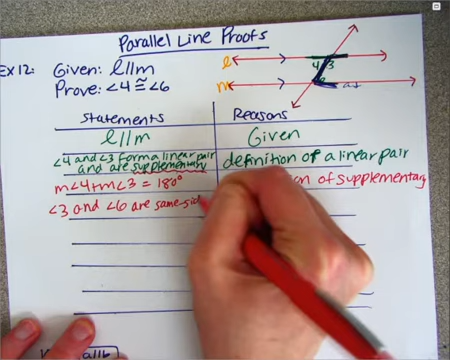 Parallel Line Proofs
EX 12: Given: l || m
Prove: ∠4 ≅ ∠6
l
m
4 3
6
Statements Reasons
l || m Given
∠4 and ∠3 form a linear pair and are supplementary definition of a linear pair
m∠4+m∠3 = 180° of supplementary
∠3 and ∠6 are same-sid